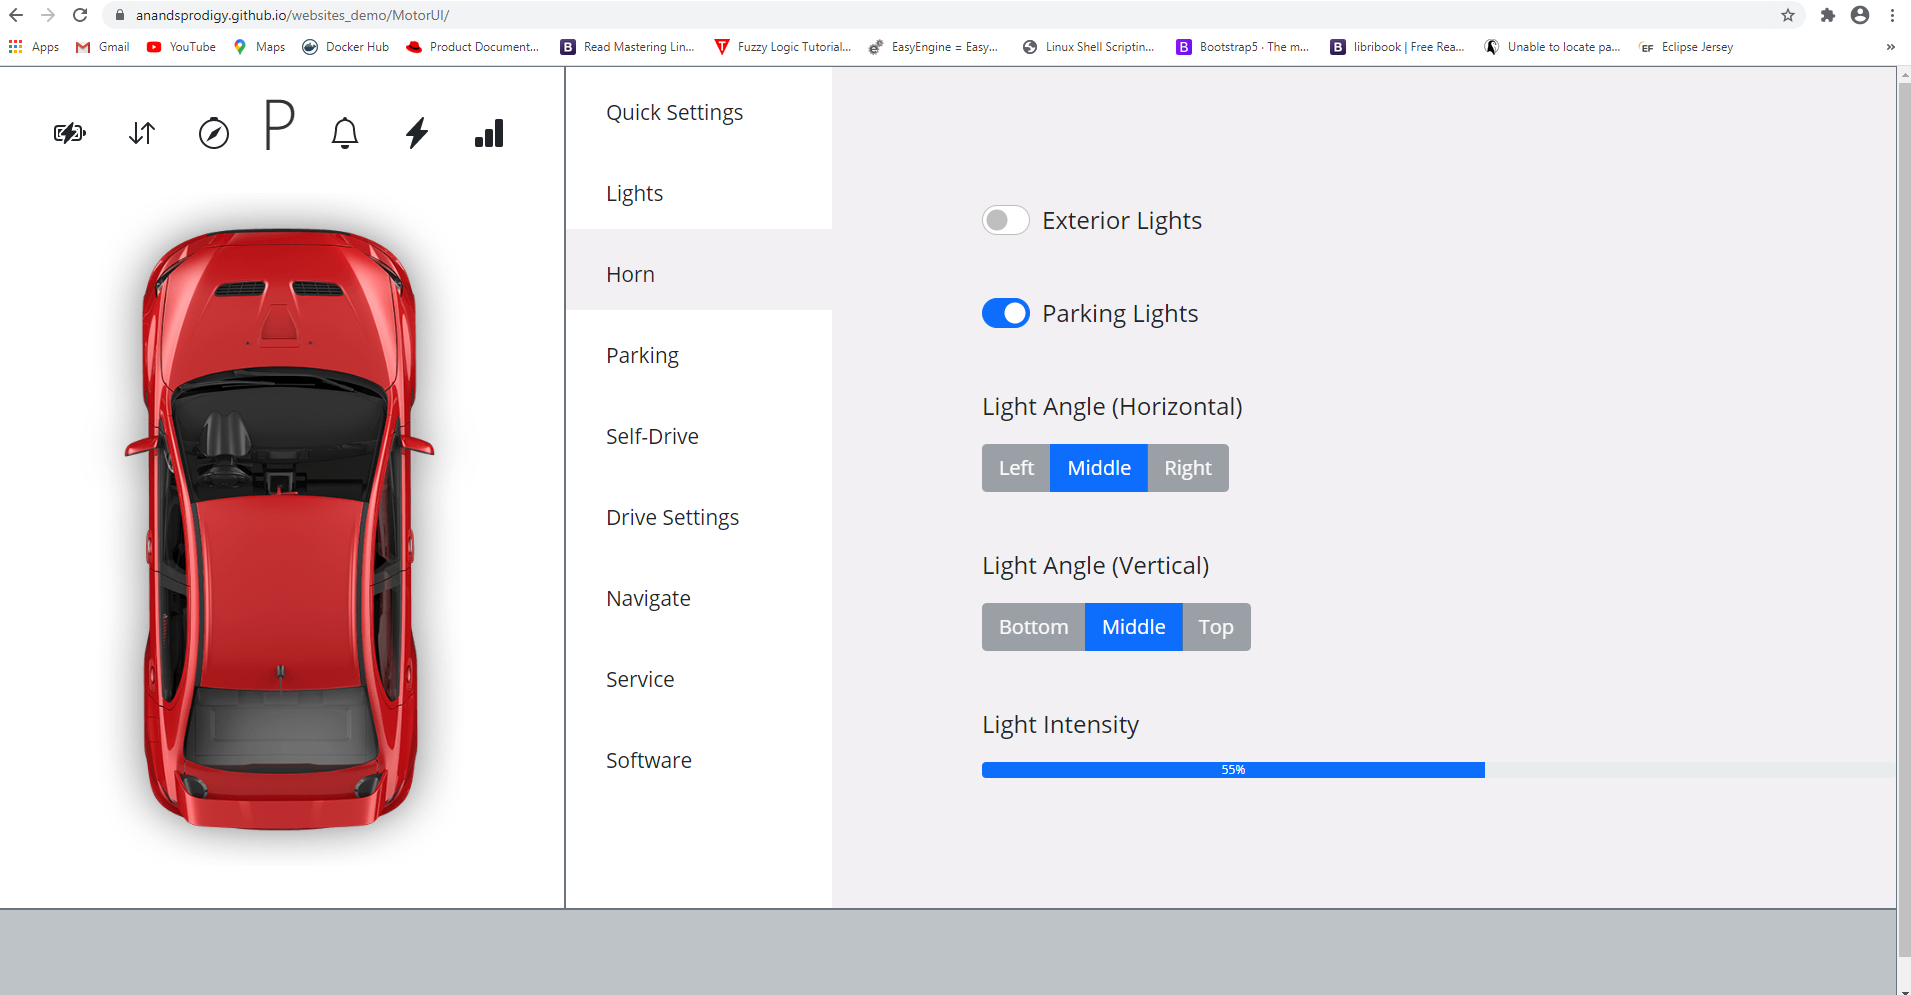 anandsprodigy.github.io/websites_demo/MotorUI/
Apps Gmail YouTube Maps Docker Hub Product Document... B Read Mastering Lin... T Fuzzy Logic Tutorial... EasyEngine = Easy... Linux Shell Scriptin... B Bootstrap5 · The m... B libribook | Free Rea... Unable to locate pa... EF Eclipse Jersey »
P
Quick Settings
Lights
Horn
Parking
Self-Drive
Drive Settings
Navigate
Service
Software
Exterior Lights
Parking Lights
Light Angle (Horizontal)
Left Middle Right
Light Angle (Vertical)
Bottom Middle Top
Light Intensity
55%